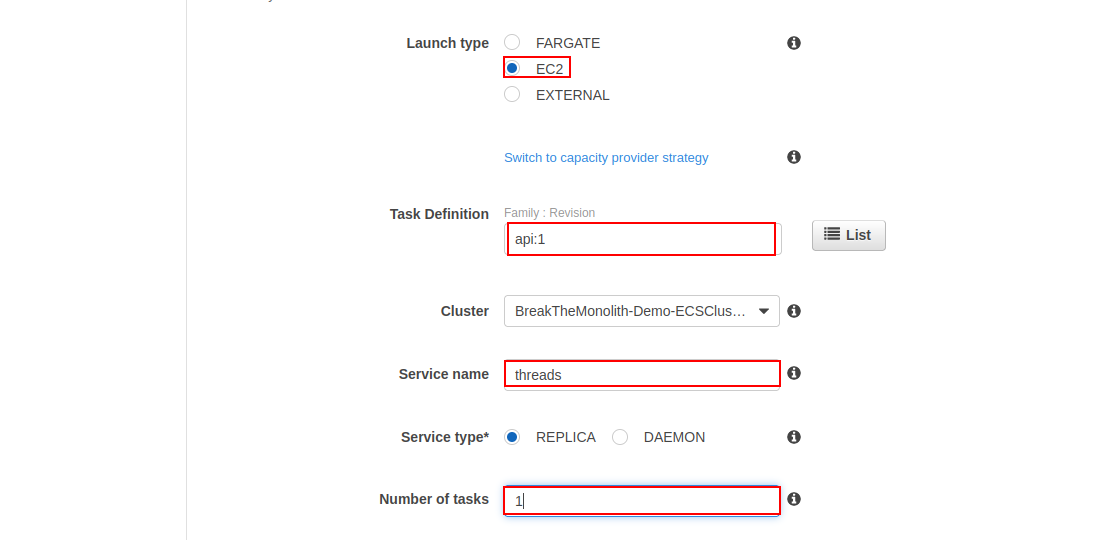 Launch type FARGATE
EC2
EXTERNAL
Switch to capacity provider strategy
Task Definition Family : Revision
api:1
List
Cluster BreakTheMonolith-Demo-ECSClus...
Service name threads
Service type* REPLICA DAEMON
Number of tasks 1